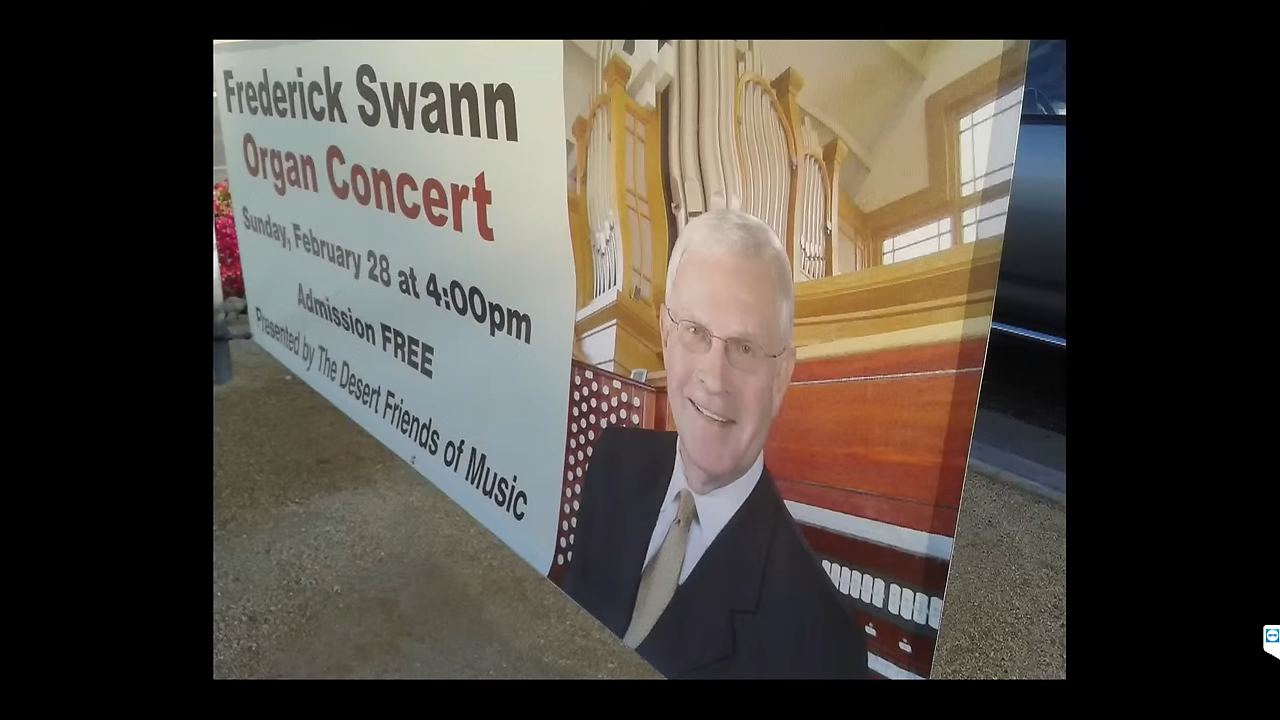 Frederick Swann
Organ Concert
Sunday, February 28 at 4:00pm
Admission FREE
Presented by The Desert Friends of Music